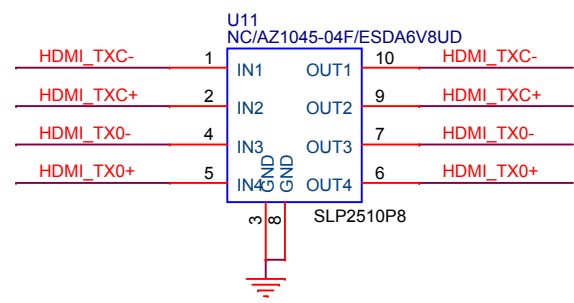 U11
NC/AZ1045-04F/ESDA6V8UD
HDMI_TXC- 1 IN1 OUT1 10 HDMI_TXC-
HDMI_TXC+ 2 IN2 OUT2 9 HDMI_TXC+
HDMI_TX0- 4 IN3 OUT3 7 HDMI_TX0-
HDMI_TX0+ 5 IN4 OUT4 6 HDMI_TX0+
GND GND
3 8
SLP2510P8